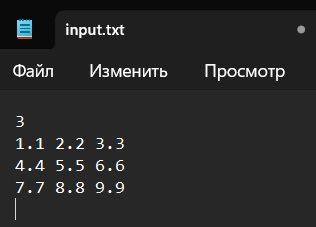 input.txt
Файл Изменить Просмотр
3
1.1 2.2 3.3
4.4 5.5 6.6
7.7 8.8 9.9